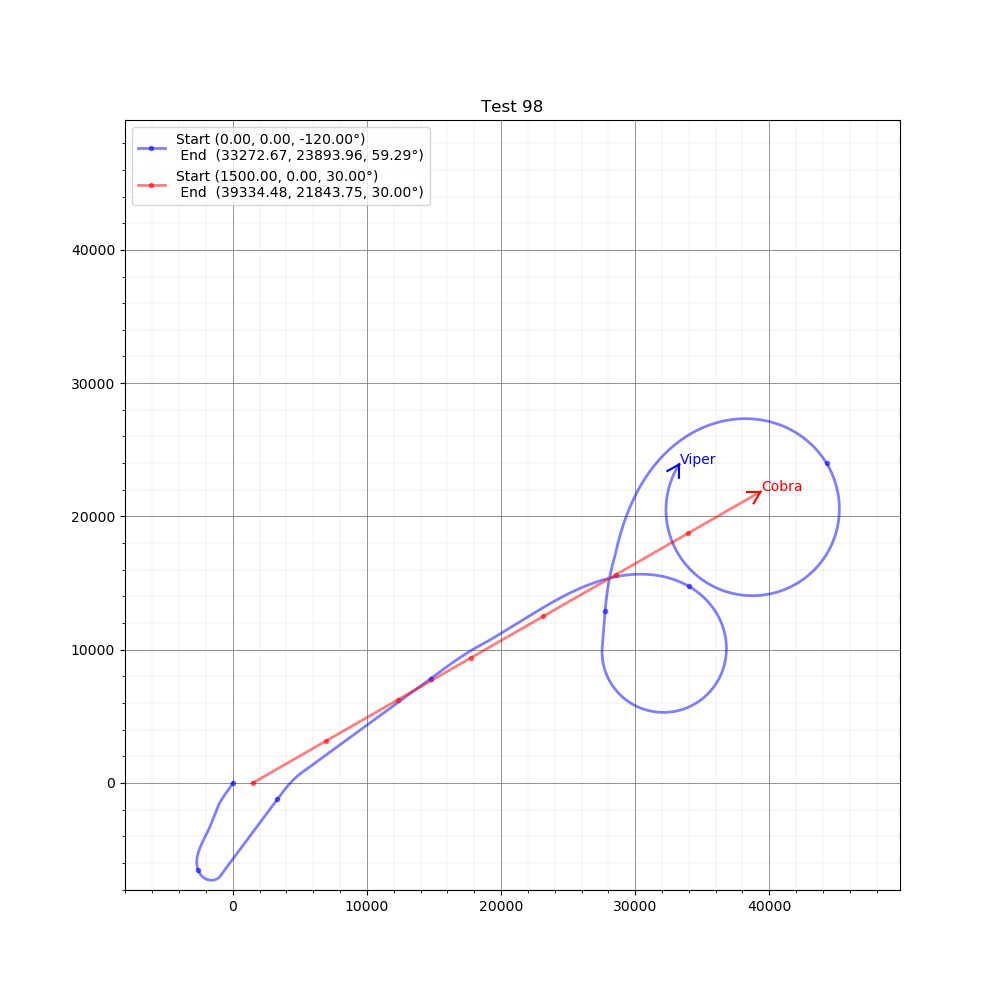 Test 98
Start (0.00, 0.00, -120.00°)
End (33272.67, 23893.96, 59.29°)
Start (1500.00, 0.00, 30.00°)
End (39334.48, 21843.75, 30.00°)
40000
30000
Viper
Cobra
20000
10000
0
0
10000
20000
30000
40000